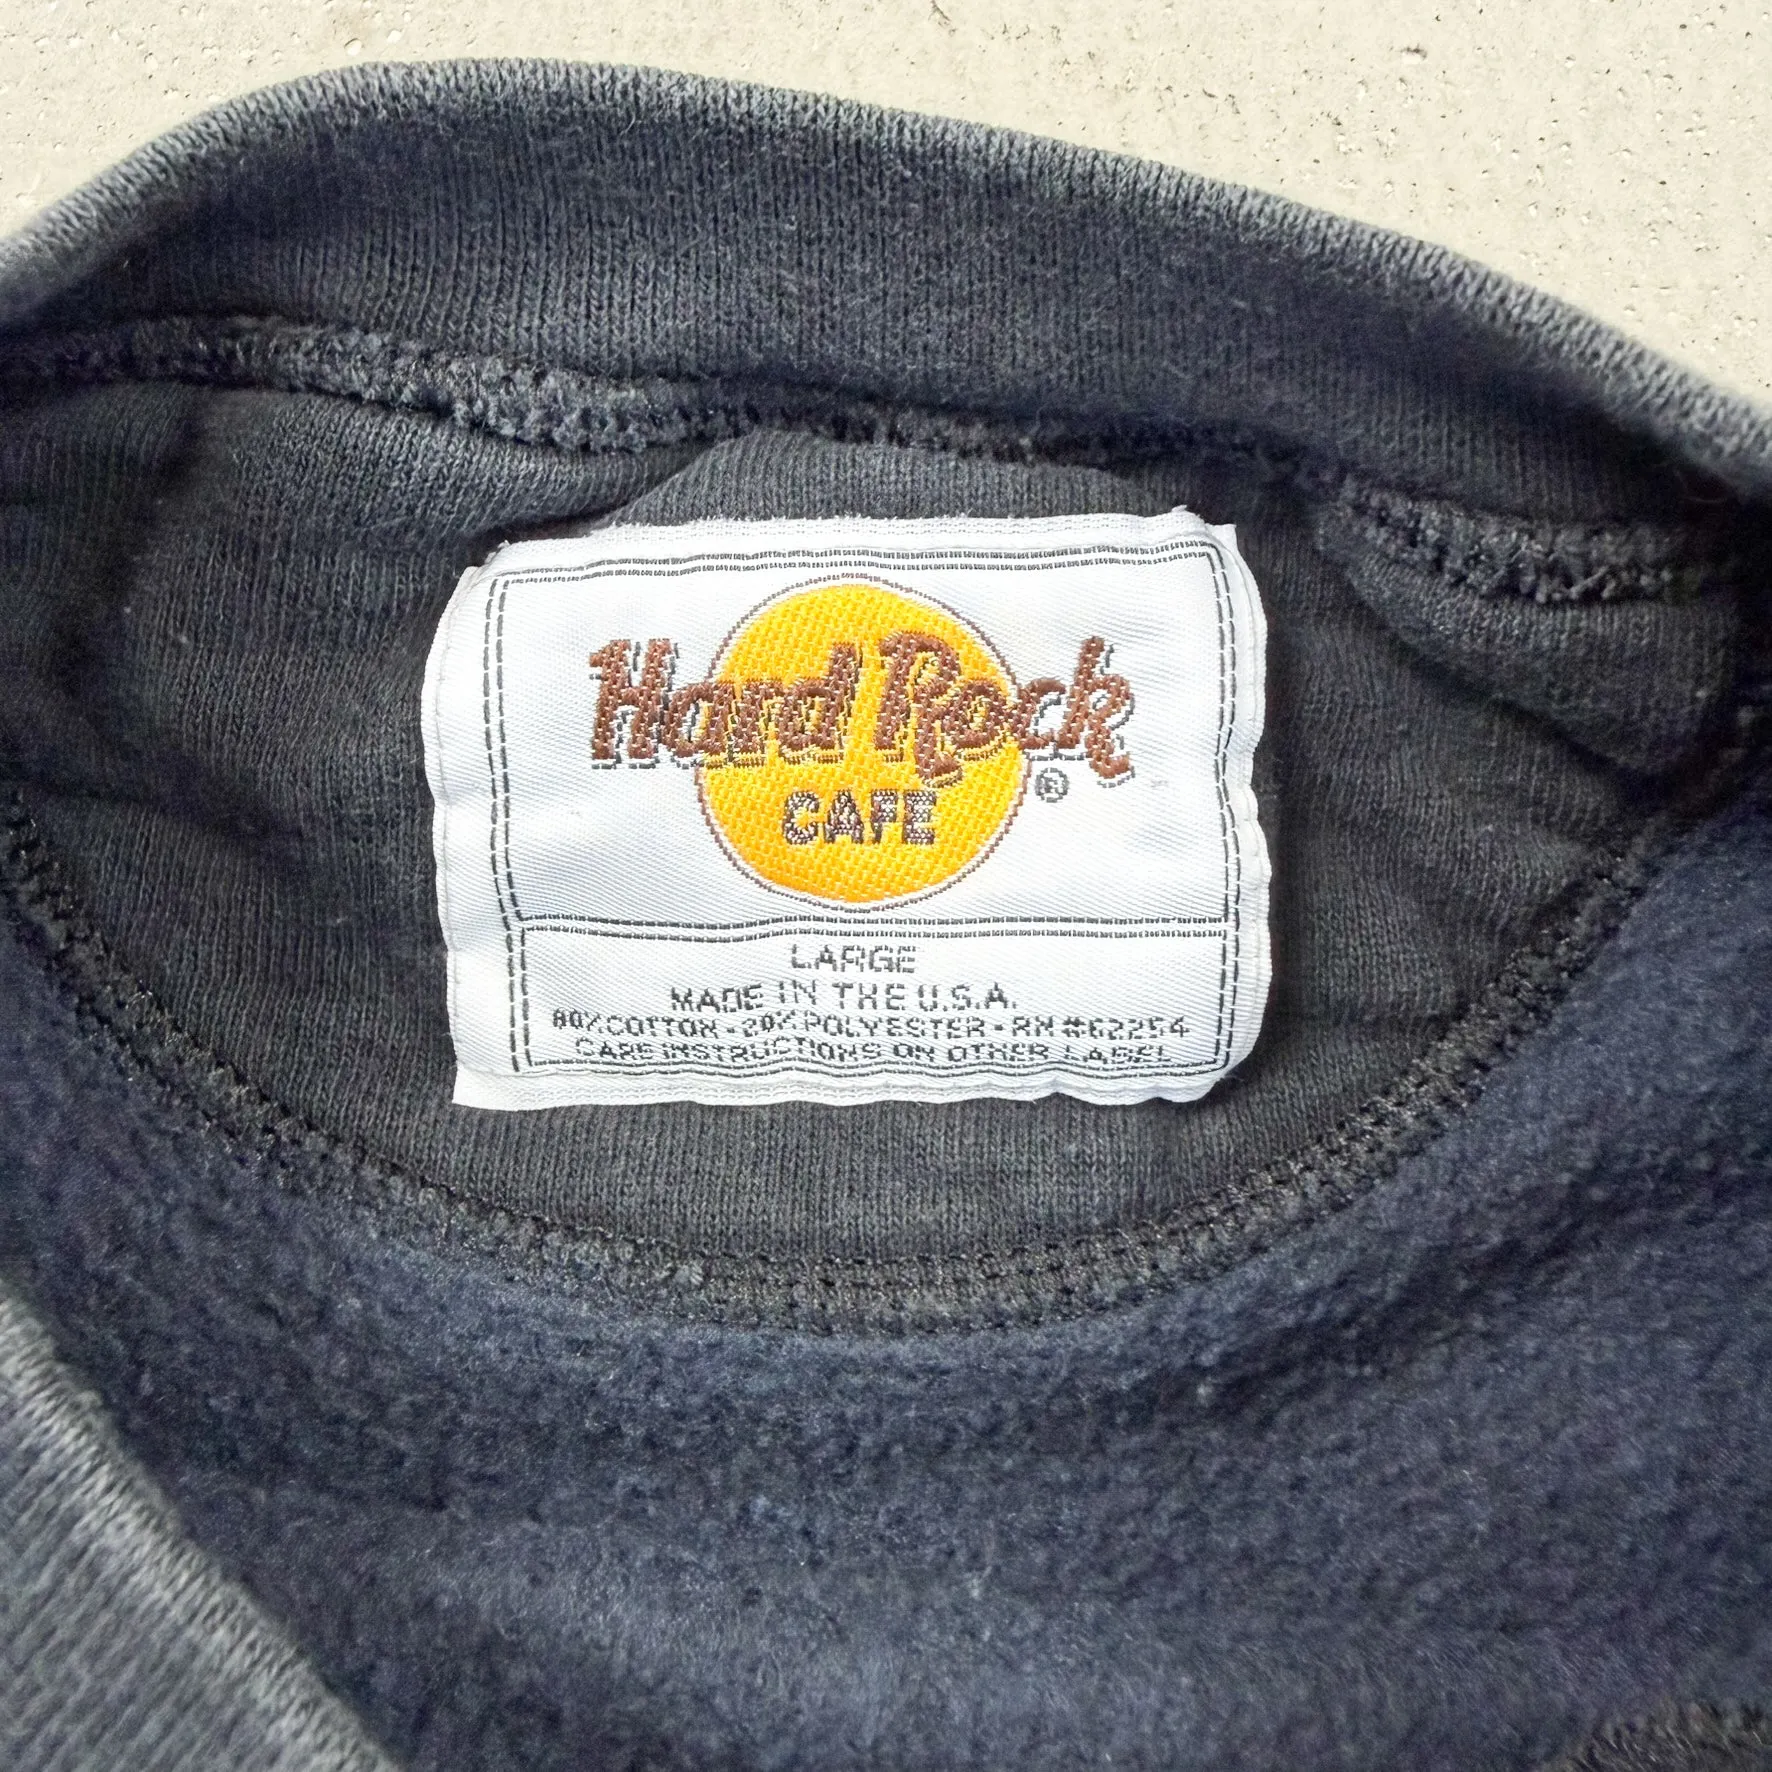 Hard Rock
CAFE
®
LARGE
MADE IN THE U.S.A.
80% COTTON - 20% POLYESTER • RN #62254
CARE INSTRUCTIONS ON OTHER LABEL